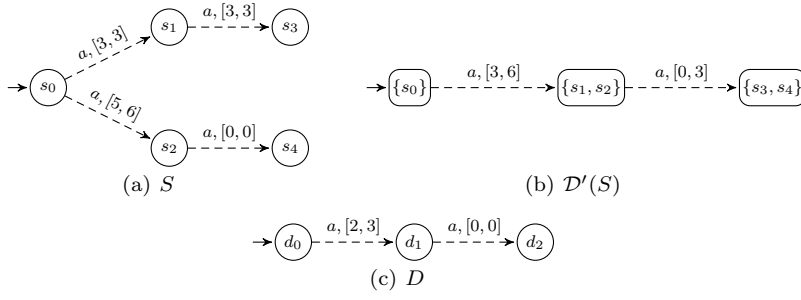 s₁ a, [3, 3] s₃
a, [3, 3]
s₀ {s₀} a, [3, 6] {s₁, s₂} a, [0, 3] {s₃, s₄}
a, [5, 6]
s₂ a, [0, 0] s₄
(a) S (b) 𝒟′(S)
d₀ a, [2, 3] d₁ a, [0, 0] d₂
(c) D